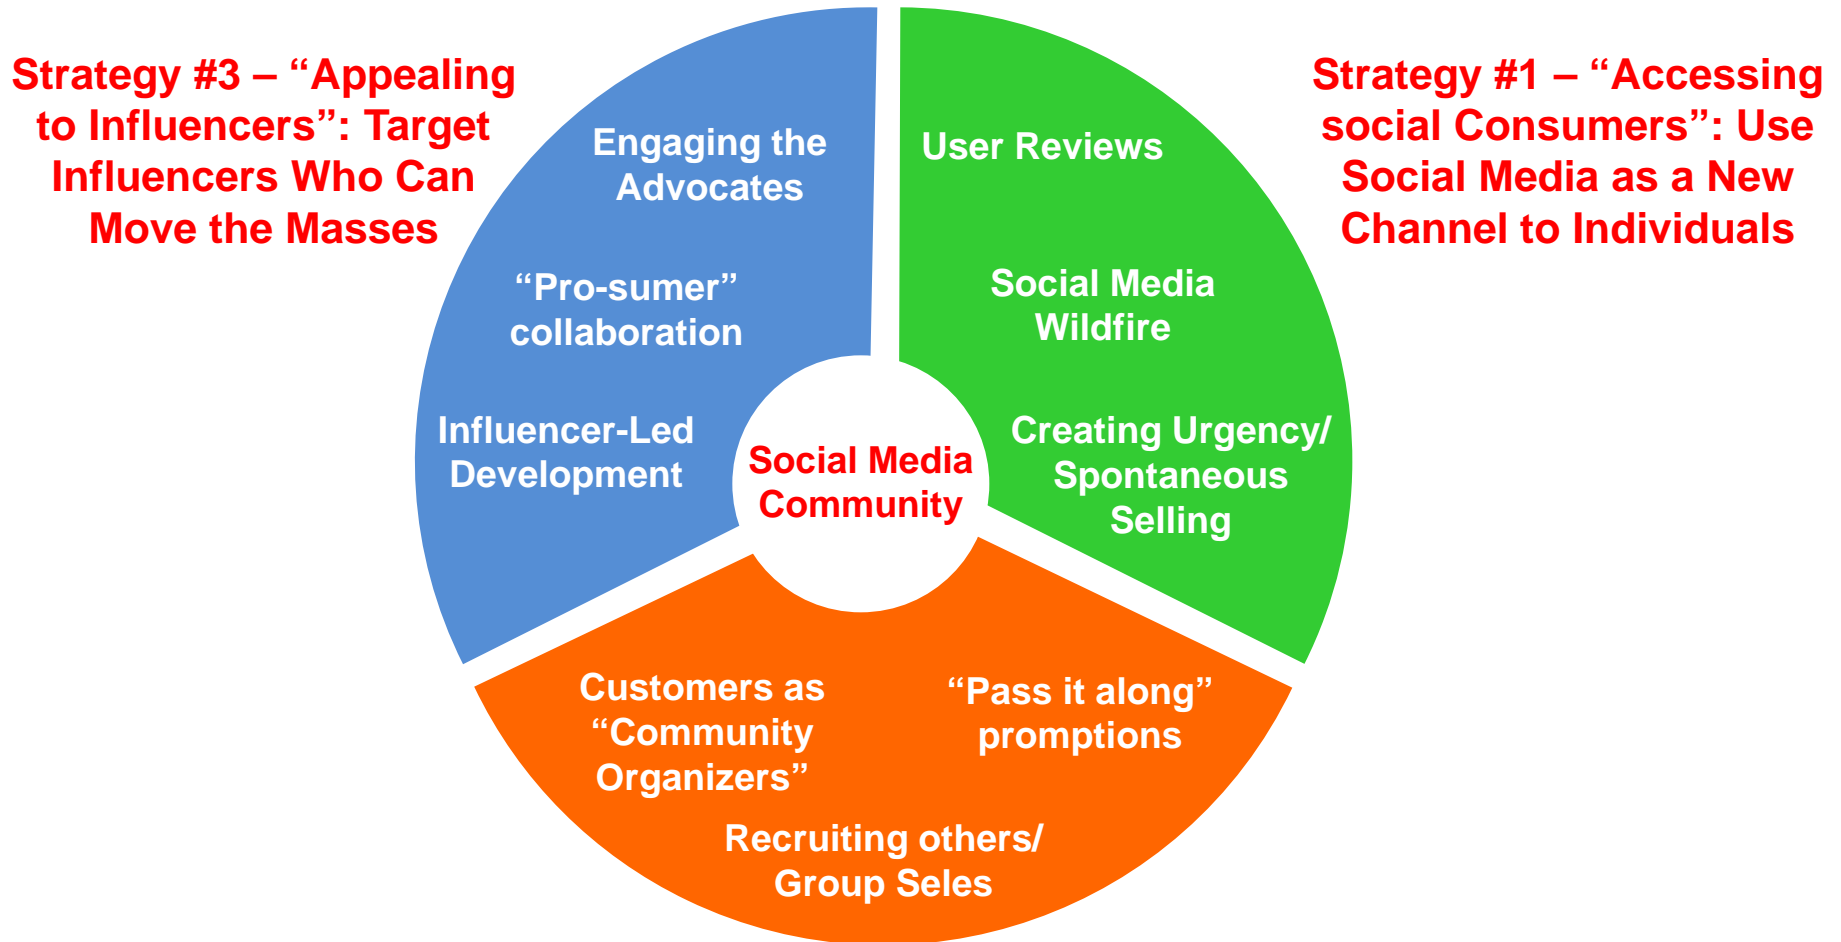 Strategy #3 – “Appealing
to Influencers”: Target
Influencers Who Can
Move the Masses
Strategy #1 – “Accessing
social Consumers”: Use
Social Media as a New
Channel to Individuals
Engaging the
Advocates
“Pro-sumer”
collaboration
Influencer-Led
Development
User Reviews
Social Media
Wildfire
Creating Urgency/
Spontaneous
Selling
Social Media
Community
Customers as
“Community
Organizers”
“Pass it along”
promptions
Recruiting others/
Group Seles